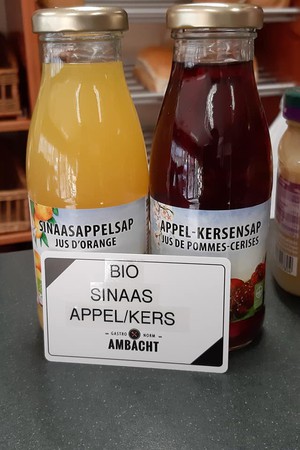 SINAASAPPELSAP
JUS D'ORANGE
APPEL-KERSENSAP
JUS DE POMMES-CERISES
BIO
SINAAS
APPEL/KERS
GASTRO NORM
AMBACHT